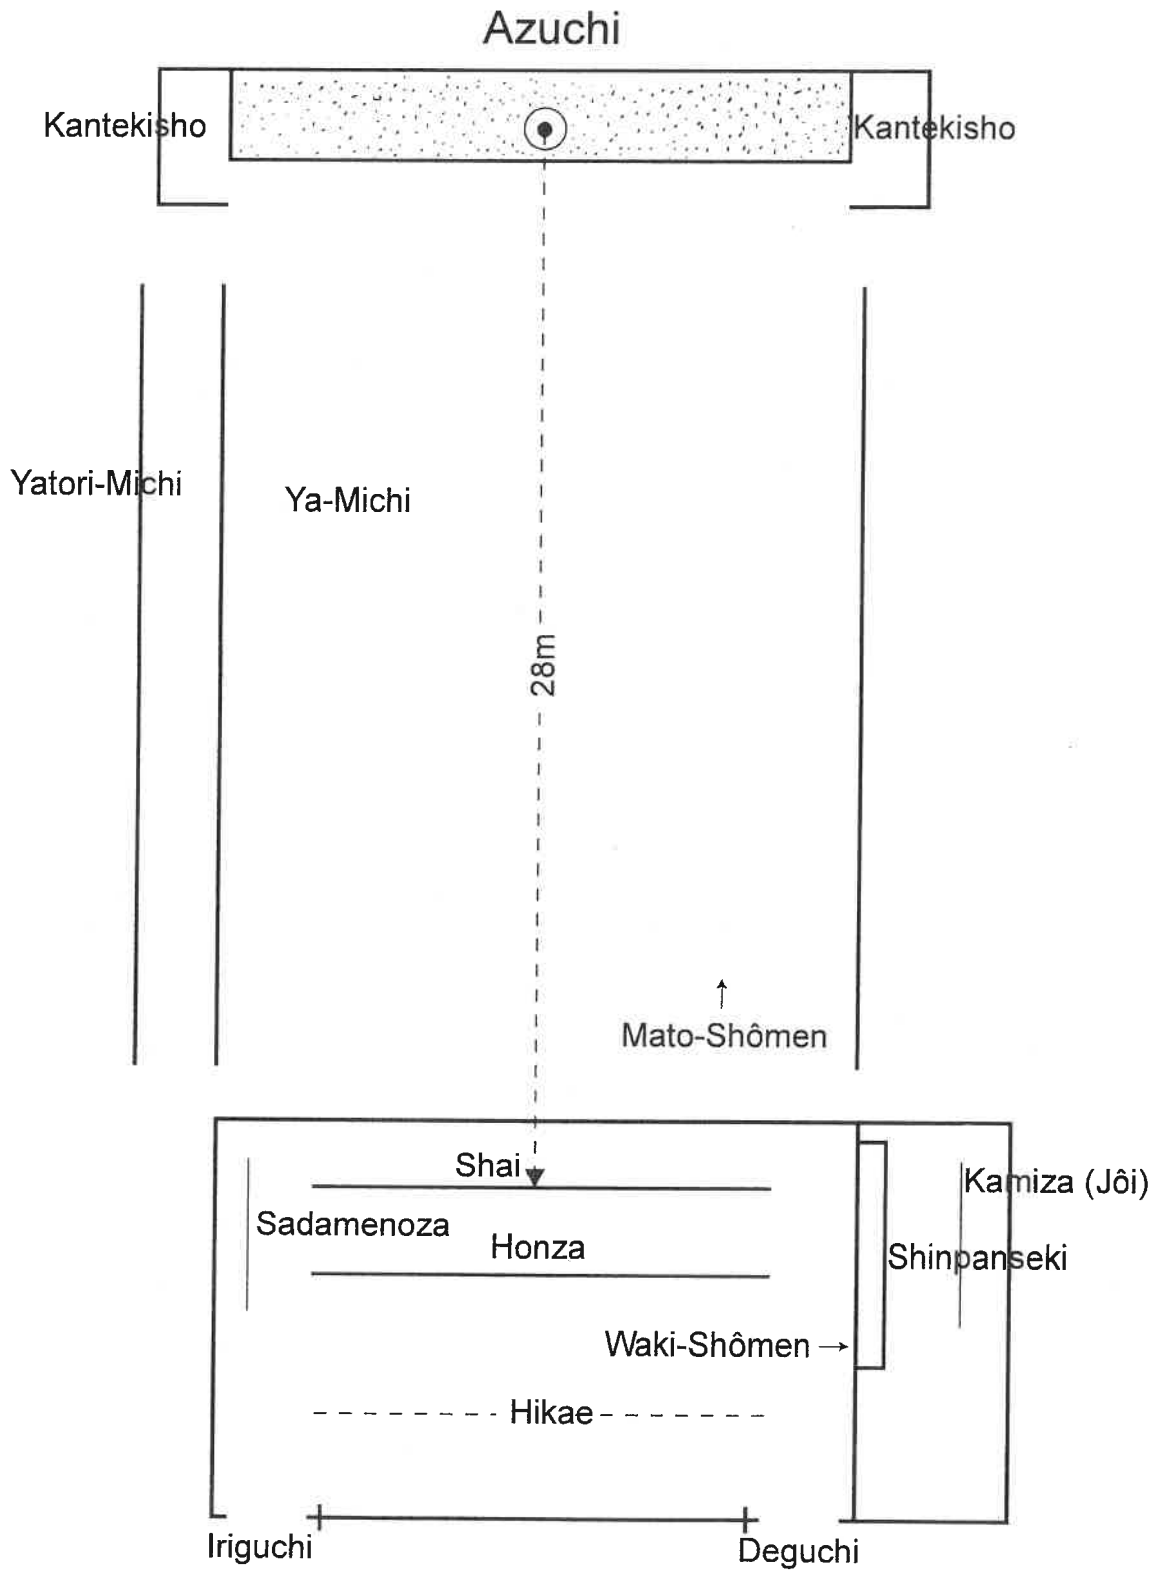 Azuchi
Kantekisho
Kantekisho
Yatori-Michi
Ya-Michi
28m
Mato-Shômen
Shai
Kamiza (Jôi)
Sadamenoza
Honza
Shinpanseki
Waki-Shômen
Hikae
Iriguchi
Deguchi